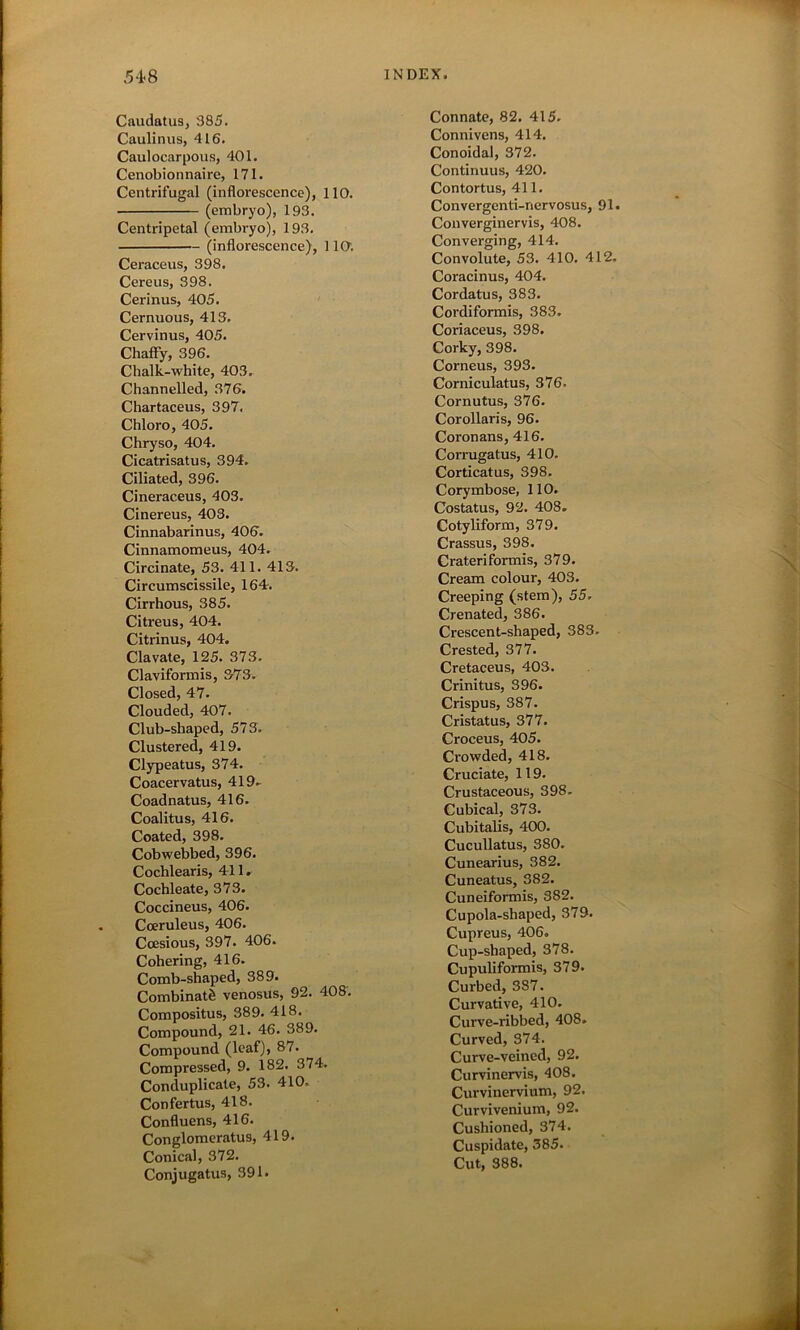 548
INDEX.
Caudatus, 385.
Caulinus, 416.
Caulocarpous, 401.
Cenobionnaire, 171.
Centrifugal (inflorescence), 110.
——— (embryo), 193.
Centripetal (embryo), 193.
——— (inflorescence), 110.
Ceraceus, 398.
Cereus, 398.
Cerinus, 405.
Cernuous, 413.
Cervinus, 405.
Chaffy, 396.
Chalk-white, 403.
Channelled, 376.
Chartaceus, 397.
Chloro, 405.
Chryso, 404.
Cicatrisatus, 394.
Ciliated, 396.
Cineraceus, 403.
Cinereus, 403.
Cinnabarinus, 406.
Cinnamomeus, 404.
Circinate, 53. 411. 413.
Circumscissile, 164.
Cirrhous, 385.
Citreus, 404.
Citrinus, 404.
Clavate, 125. 373.
Claviformis, 373.
Closed, 47.
Clouded, 407.
Club-shaped, 573.
Clustered, 419.
Clypeatus, 374.
Coacervatus, 419.
Coadnatus, 416.
Coalitus, 416.
Coated, 398.
Cobwebbed, 396.
Cochlearis, 411.
Cochleate, 373.
Coccineus, 406.
Cœruleus, 406.
Cœsious, 397. 406.
Cohering, 416.
Comb-shaped, 389.
Combinatè venosus, 92. 408.
Compositus, 389. 418.
Compound, 21. 46. 389.
Compound (leaf), 87.
Compressed, 9. 182. 374.
Conduplicate, 53. 410.
Confertus, 418.
Confluens, 416.
Conglomeratus, 419.
Conical, 372.
Conjugatus, 391.
Connate, 82. 415.
Connivens, 414.
Conoidal, 372.
Continuus, 420.
Contortus, 411.
Convergenti-nervosus, 91.
Converginervis, 408.
Converging, 414.
Convolute, 53. 410. 412.
Coracinus, 404.
Cordatus, 383.
Cordiformis, 383.
Coriaceus, 398.
Corky, 398.
Corneus, 393.
Corniculatus, 376.
Cornutus, 376.
Corollaris, 96.
Coronans, 416.
Corrugatus, 410.
Corticatus, 398.
Corymbose, 110.
Costatus, 92. 408.
Cotyliform, 379.
Crassus, 398.
Crateriformis, 379.
Cream colour, 403.
Creeping (stem), 55.
Crenated, 386.
Crescent-shaped, 383.
Crested, 377.
Cretaceus, 403.
Crinitus, 396.
Crispus, 387.
Cristatus, 377.
Croceus, 405.
Crowded, 418.
Cruciate, 119.
Crustaceous, 398.
Cubical, 373.
Cubitalis, 400.
Cucullatus, 380.
Cunearius, 382.
Cuneatus, 382.
Cuneiformis, 382.
Cupola-shaped, 379.
Cupreus, 406.
Cup-shaped, 378.
Cupuliformis, 379.
Curbed, 387.
Curvative, 410.
Curve-ribbed, 408.
Curved, 374.
Curve-veined, 92.
Curvinervis, 408.
Curvinervium, 92.
Curvivenium, 92.
Cushioned, 374.
Cuspidate, 385.
Cut, 388.